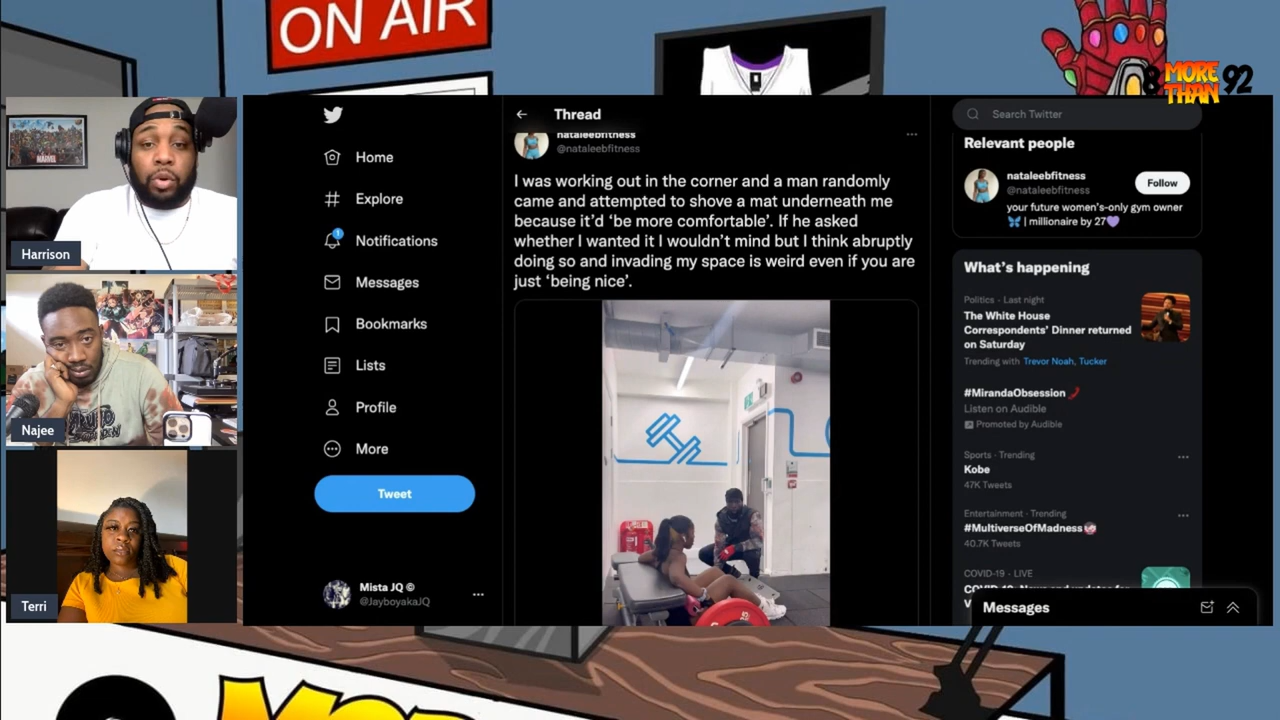 ON AIR
8 MORE THAN 92
MARVEL
Harrison
Najee
Terri
Home
Explore
1
Notifications
Messages
Bookmarks
Lists
Profile
More
Tweet
Mista JQ ©
@JayboyakaJQ
Thread
nataleebfitness
@nataleebfitness
I was working out in the corner and a man randomly
came and attempted to shove a mat underneath me
because it'd ‘be more comfortable’. If he asked
whether I wanted it I wouldn't mind but I think abruptly
doing so and invading my space is weird even if you are
just ‘being nice’.
Search Twitter
Relevant people
nataleebfitness
@nataleebfitness
Follow
your future women's-only gym owner
🦋 | millionaire by 27💜
What's happening
Politics · Last night
The White House
Correspondents' Dinner returned
on Saturday
Trending with Trevor Noah, Tucker
#MirandaObsession
Listen on Audible
Promoted by Audible
Sports · Trending
Kobe
47K Tweets
Entertainment · Trending
#MultiverseOfMadness
40.7K Tweets
COVID-19 · LIVE
Messages